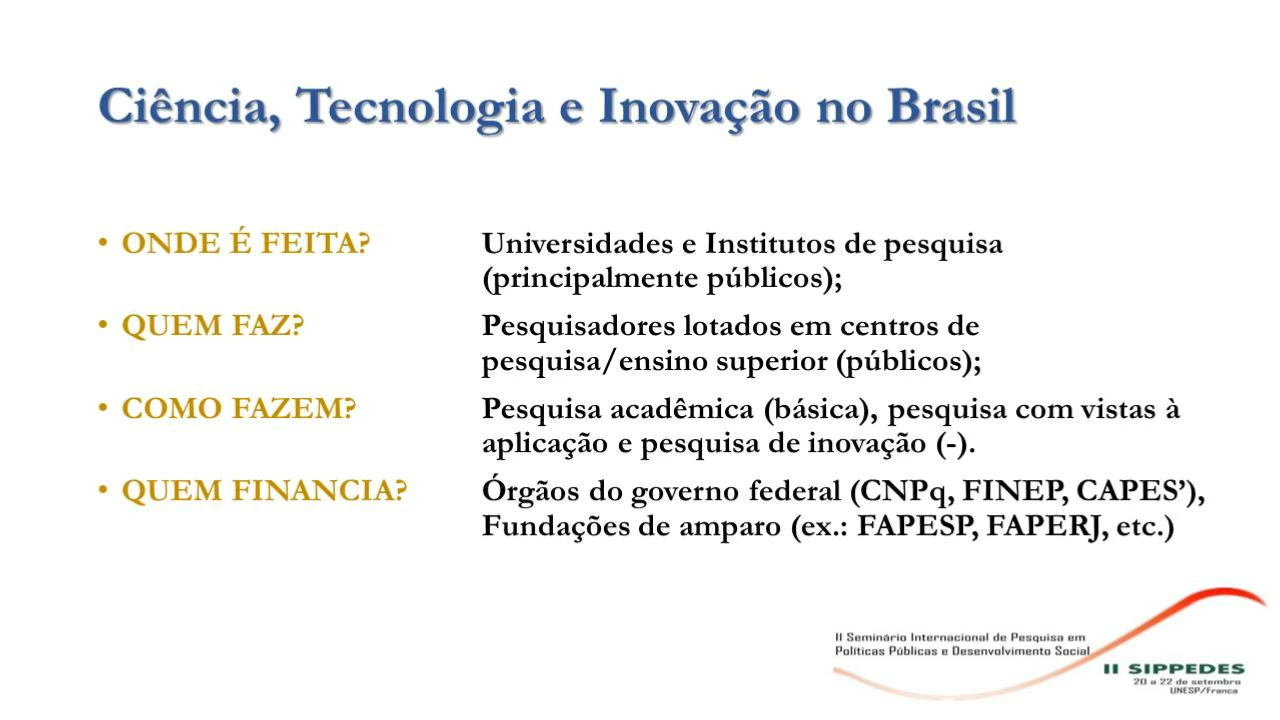 Ciência, Tecnologia e Inovação no Brasil
• ONDE É FEITA? Universidades e Institutos de pesquisa
(principalmente públicos);
• QUEM FAZ? Pesquisadores lotados em centros de
pesquisa/ensino superior (públicos);
• COMO FAZEM? Pesquisa acadêmica (básica), pesquisa com vistas à
aplicação e pesquisa de inovação (-).
• QUEM FINANCIA? Órgãos do governo federal (CNPq, FINEP, CAPES’),
Fundações de amparo (ex.: FAPESP, FAPERJ, etc.)
II Seminário Internacional de Pesquisa em
Políticas Públicas e Desenvolvimento Social
II SIPPEDES
20 a 22 de setembro
UNESP/Franca